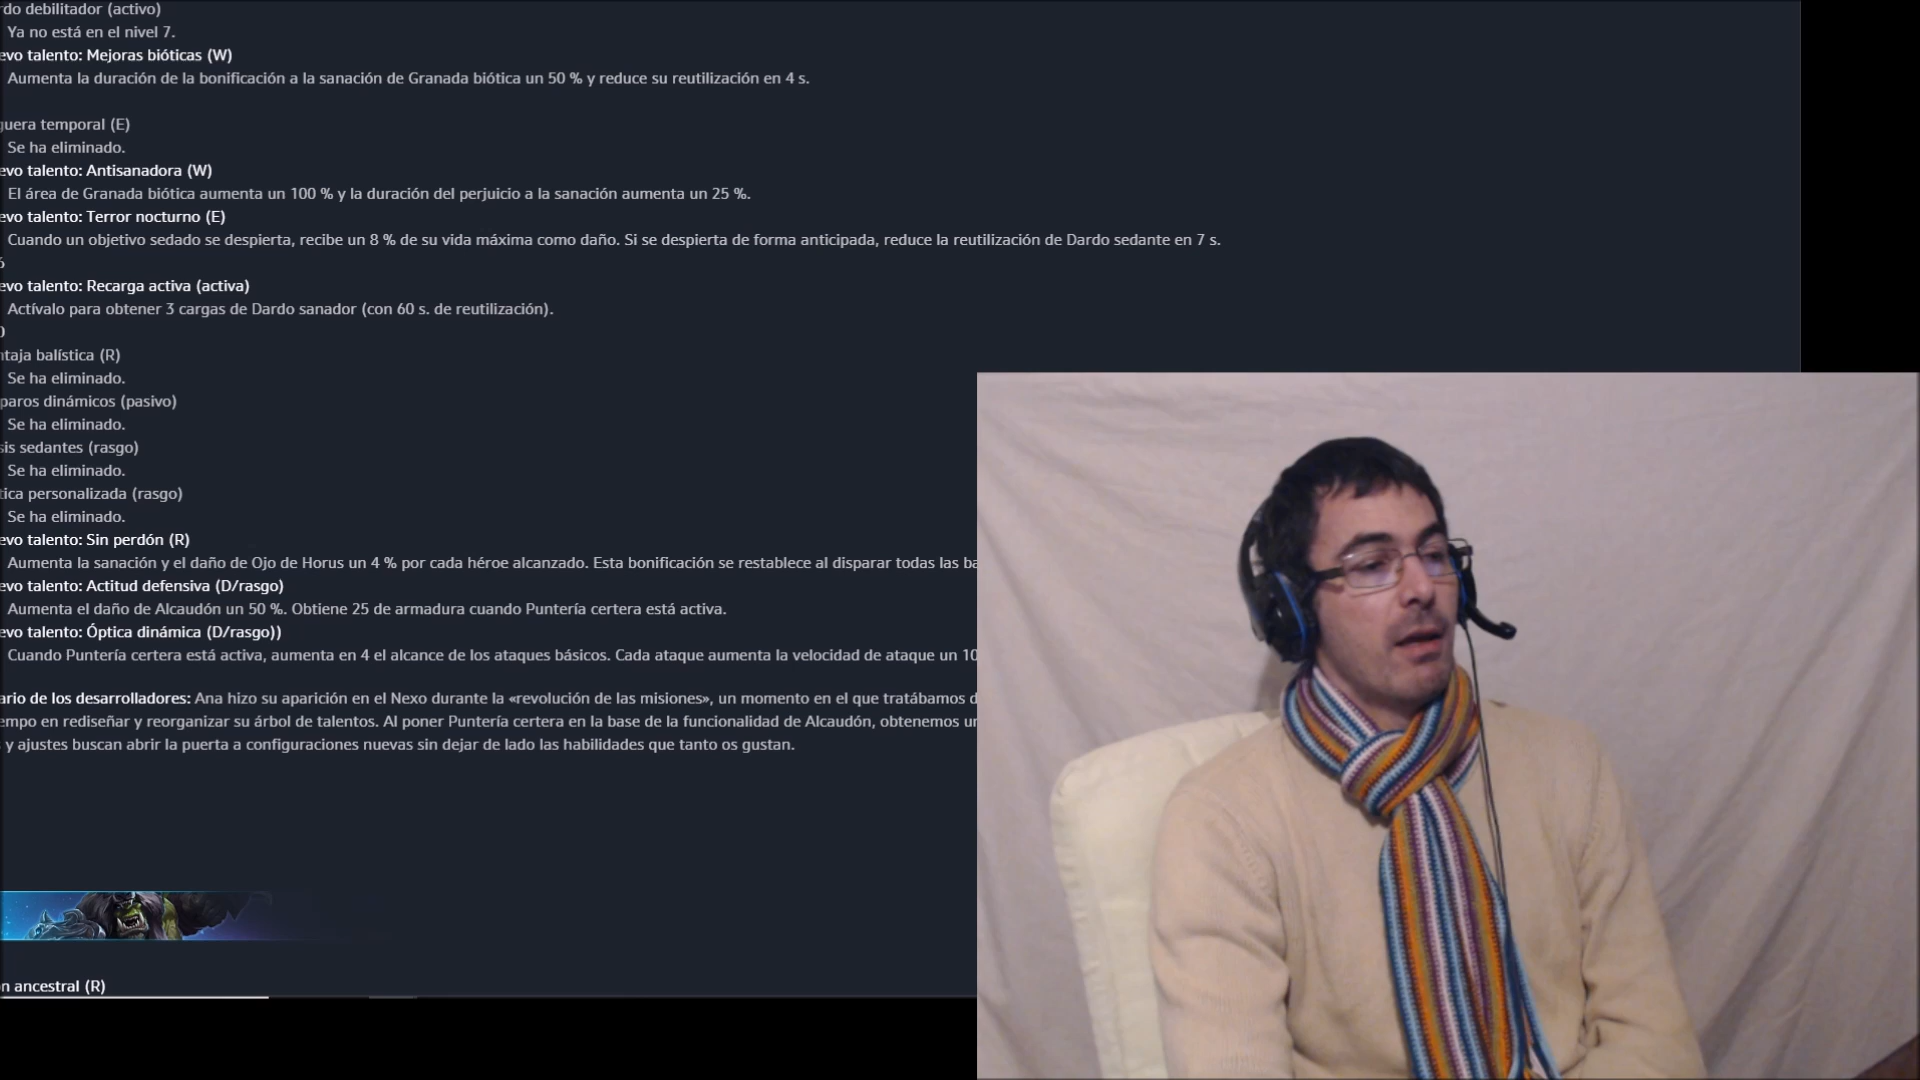 rdo debilitador (activo)
Ya no está en el nivel 7.
evo talento: Mejoras bióticas (W)
Aumenta la duración de la bonificación a la sanación de Granada biótica un 50 % y reduce su reutilización en 4 s.
guera temporal (E)
Se ha eliminado.
evo talento: Antisanadora (W)
El área de Granada biótica aumenta un 100 % y la duración del perjuicio a la sanación aumenta un 25 %.
evo talento: Terror nocturno (E)
Cuando un objetivo sedado se despierta, recibe un 8 % de su vida máxima como daño. Si se despierta de forma anticipada, reduce la reutilización de Dardo sedante en 7 s.
evo talento: Recarga activa (activa)
Actívalo para obtener 3 cargas de Dardo sanador (con 60 s. de reutilización).
ntaja balística (R)
Se ha eliminado.
paros dinámicos (pasivo)
Se ha eliminado.
sis sedantes (rasgo)
Se ha eliminado.
tica personalizada (rasgo)
Se ha eliminado.
evo talento: Sin perdón (R)
Aumenta la sanación y el daño de Ojo de Horus un 4 % por cada héroe alcanzado. Esta bonificación se restablece al disparar todas las ba
evo talento: Actitud defensiva (D/rasgo)
Aumenta el daño de Alcaudón un 50 %. Obtiene 25 de armadura cuando Puntería certera está activa.
evo talento: Óptica dinámica (D/rasgo))
Cuando Puntería certera está activa, aumenta en 4 el alcance de los ataques básicos. Cada ataque aumenta la velocidad de ataque un 10
ario de los desarrolladores: Ana hizo su aparición en el Nexo durante la «revolución de las misiones», un momento en el que tratábamos d
empo en rediseñar y reorganizar su árbol de talentos. Al poner Puntería certera en la base de la funcionalidad de Alcaudón, obtenemos un
y ajustes buscan abrir la puerta a configuraciones nuevas sin dejar de lado las habilidades que tanto os gustan.
n ancestral (R)